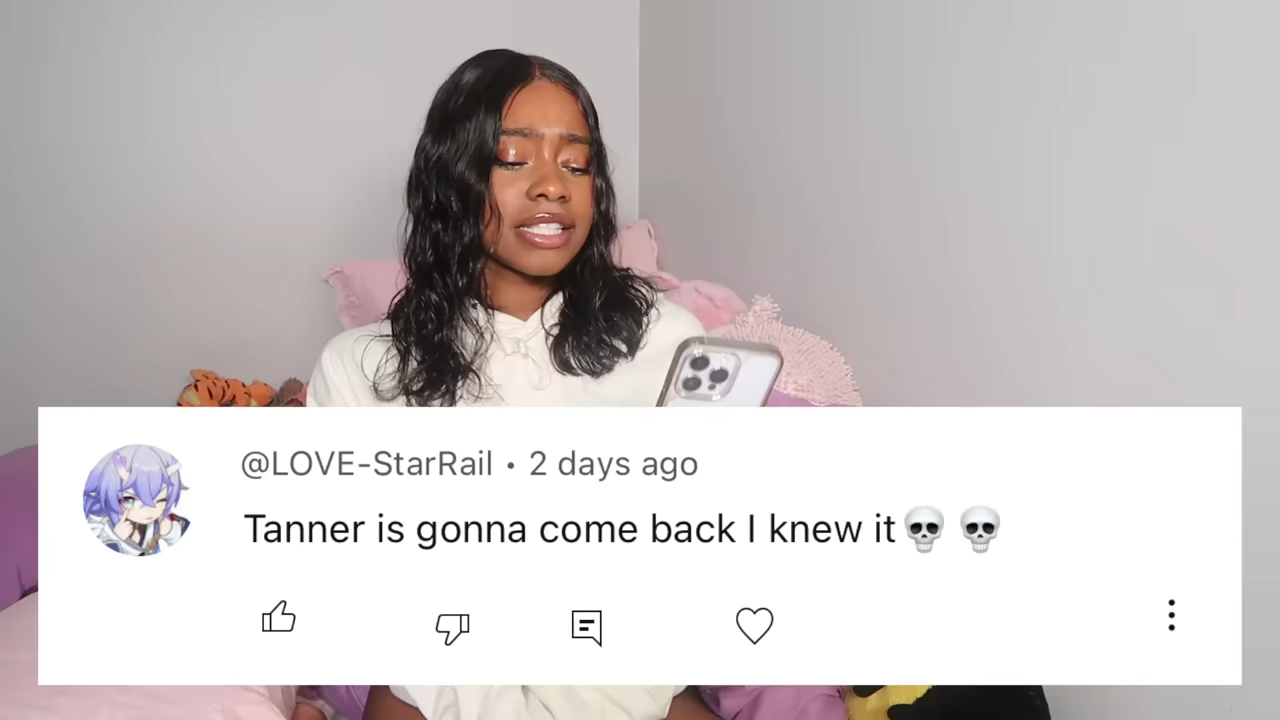 @LOVE-StarRail • 2 days ago
Tanner is gonna come back I knew it💀 💀